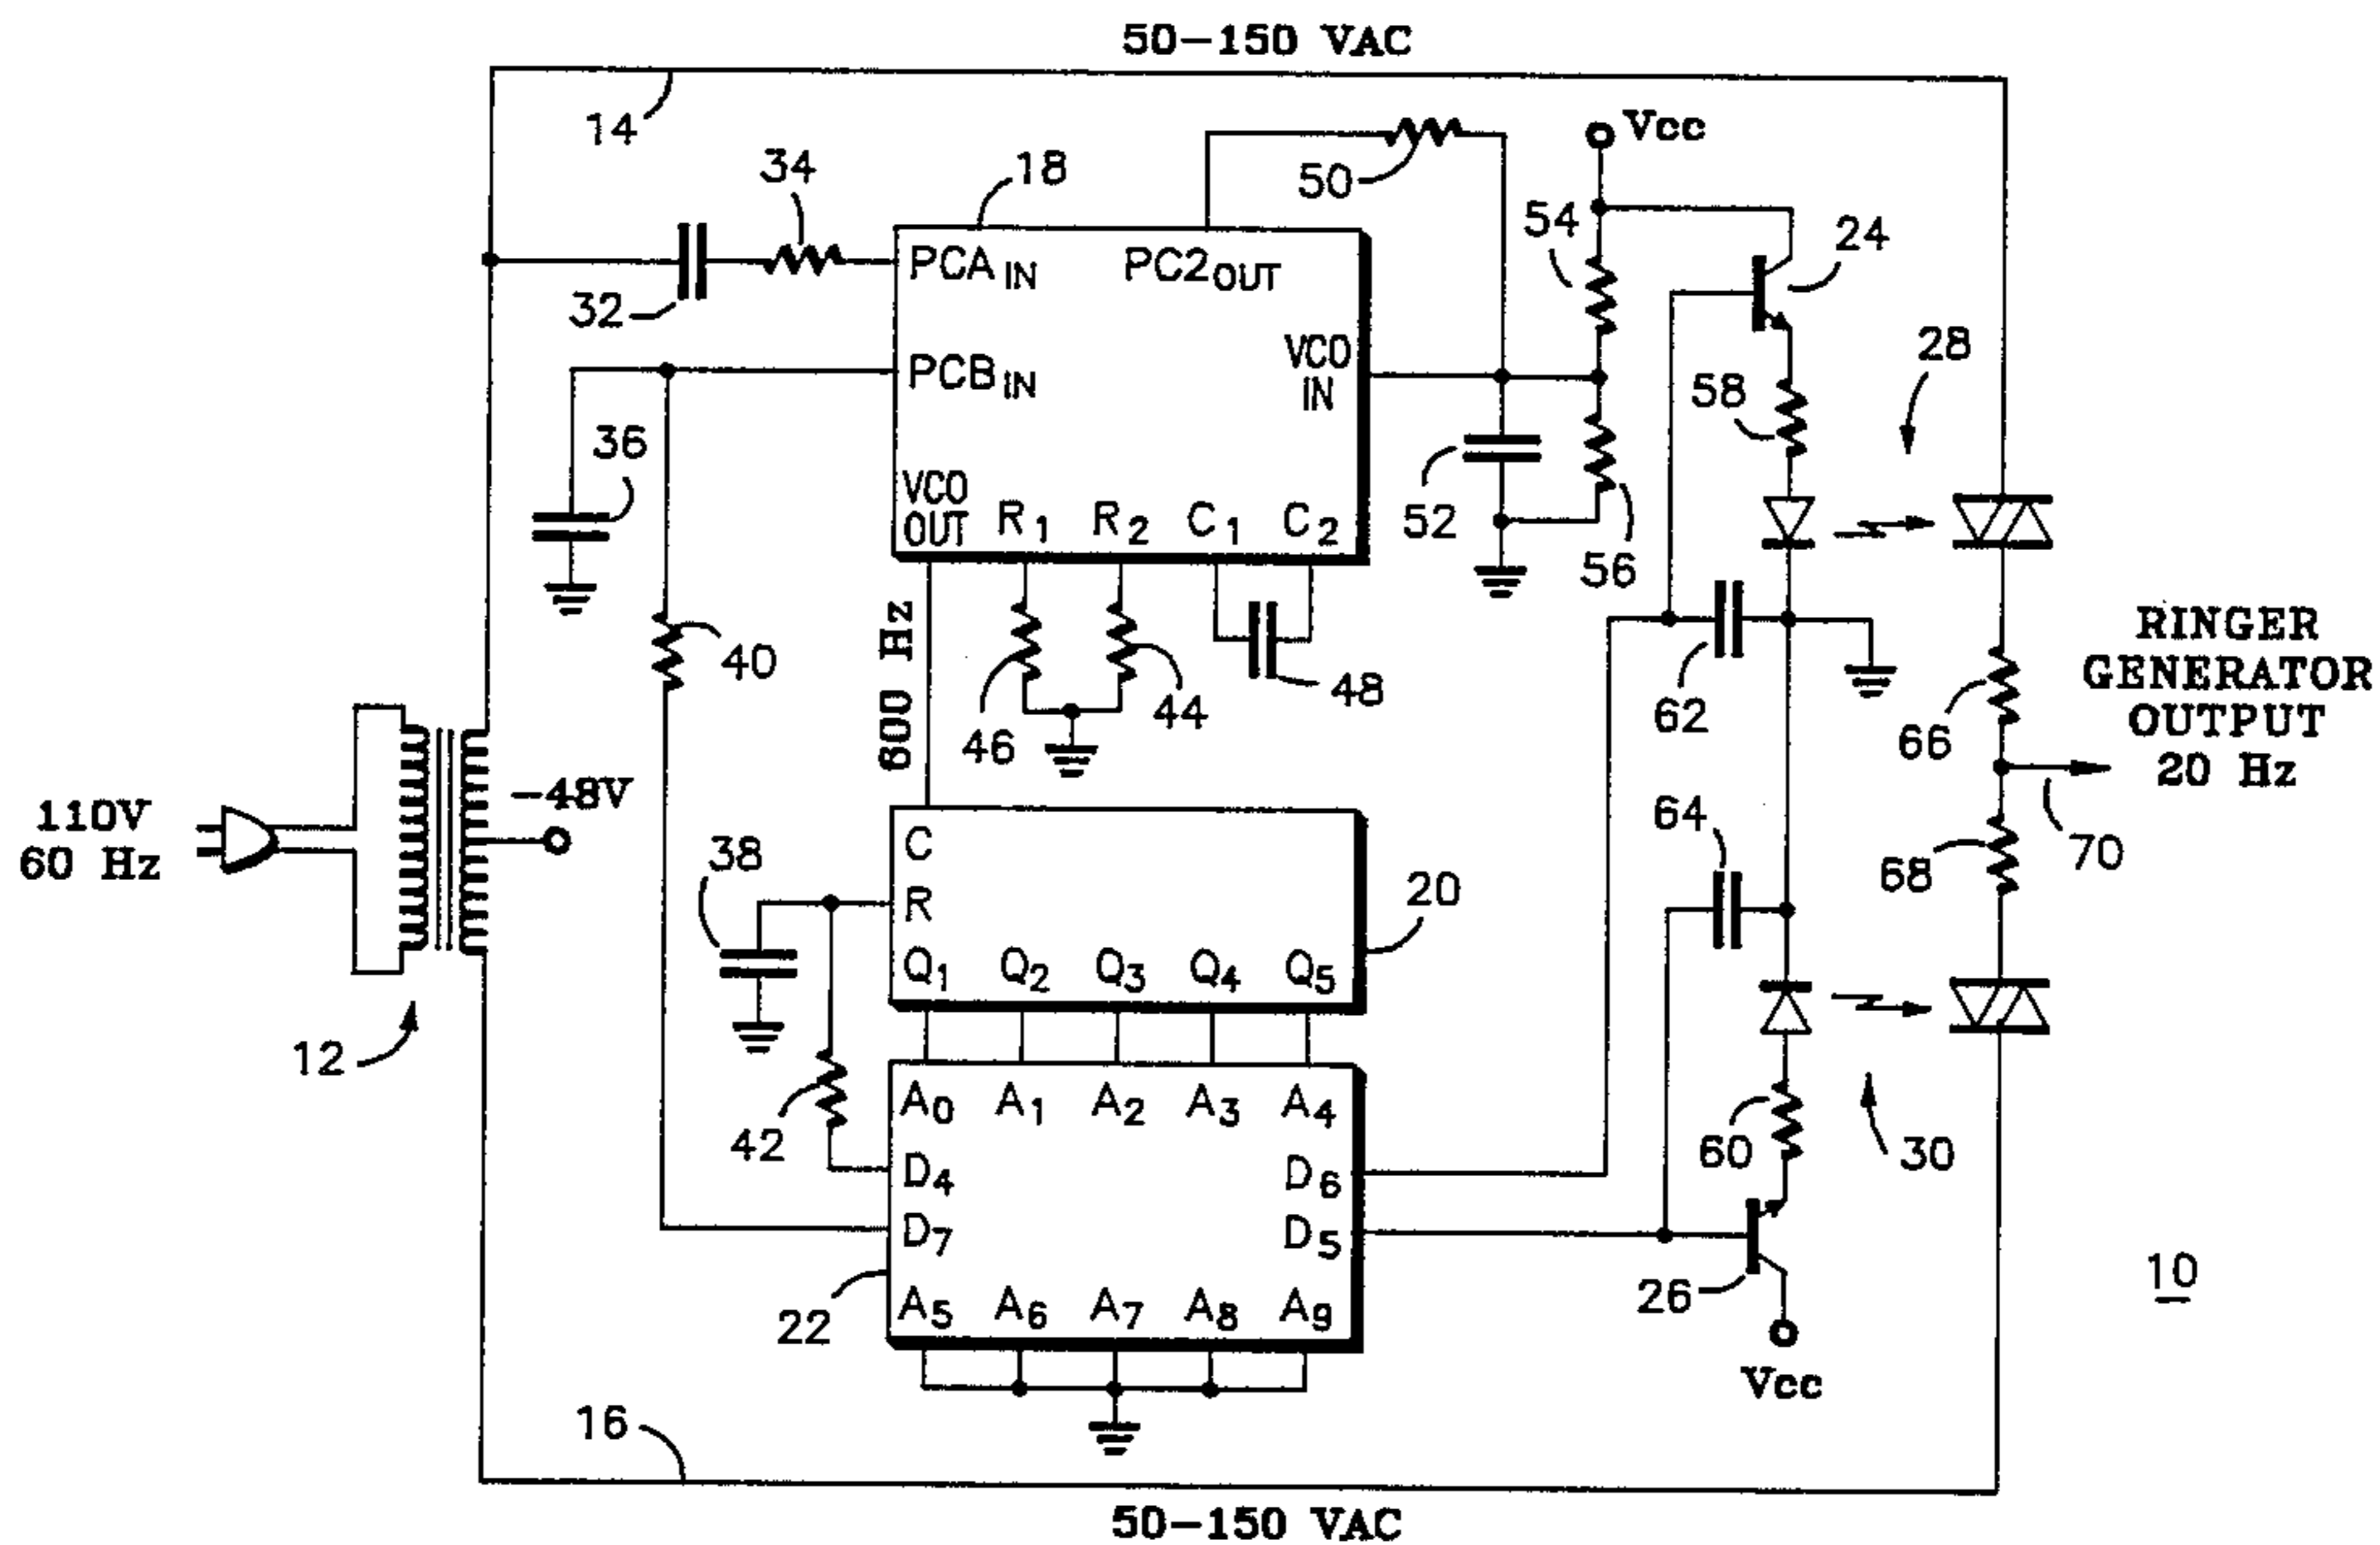 50-150 VAC
14
34
18
50
Vcc
54
24
PCA IN
PC2 OUT
32
28
VCO
IN
PCB IN
58
36
VCO
OUT
R1
R2
C1
C2
52
56
600 Hz
40
46
44
48
62
66
RINGER
GENERATOR
OUTPUT
20 Hz
-48V
110V
60 Hz
38
C
R
Q1
Q2
Q3
Q4
Q5
20
64
68
70
12
42
A0
A1
A2
A3
A4
D4
D6
D7
D5
60
30
22
A5
A6
A7
A8
A9
26
10
Vcc
16
50-150 VAC